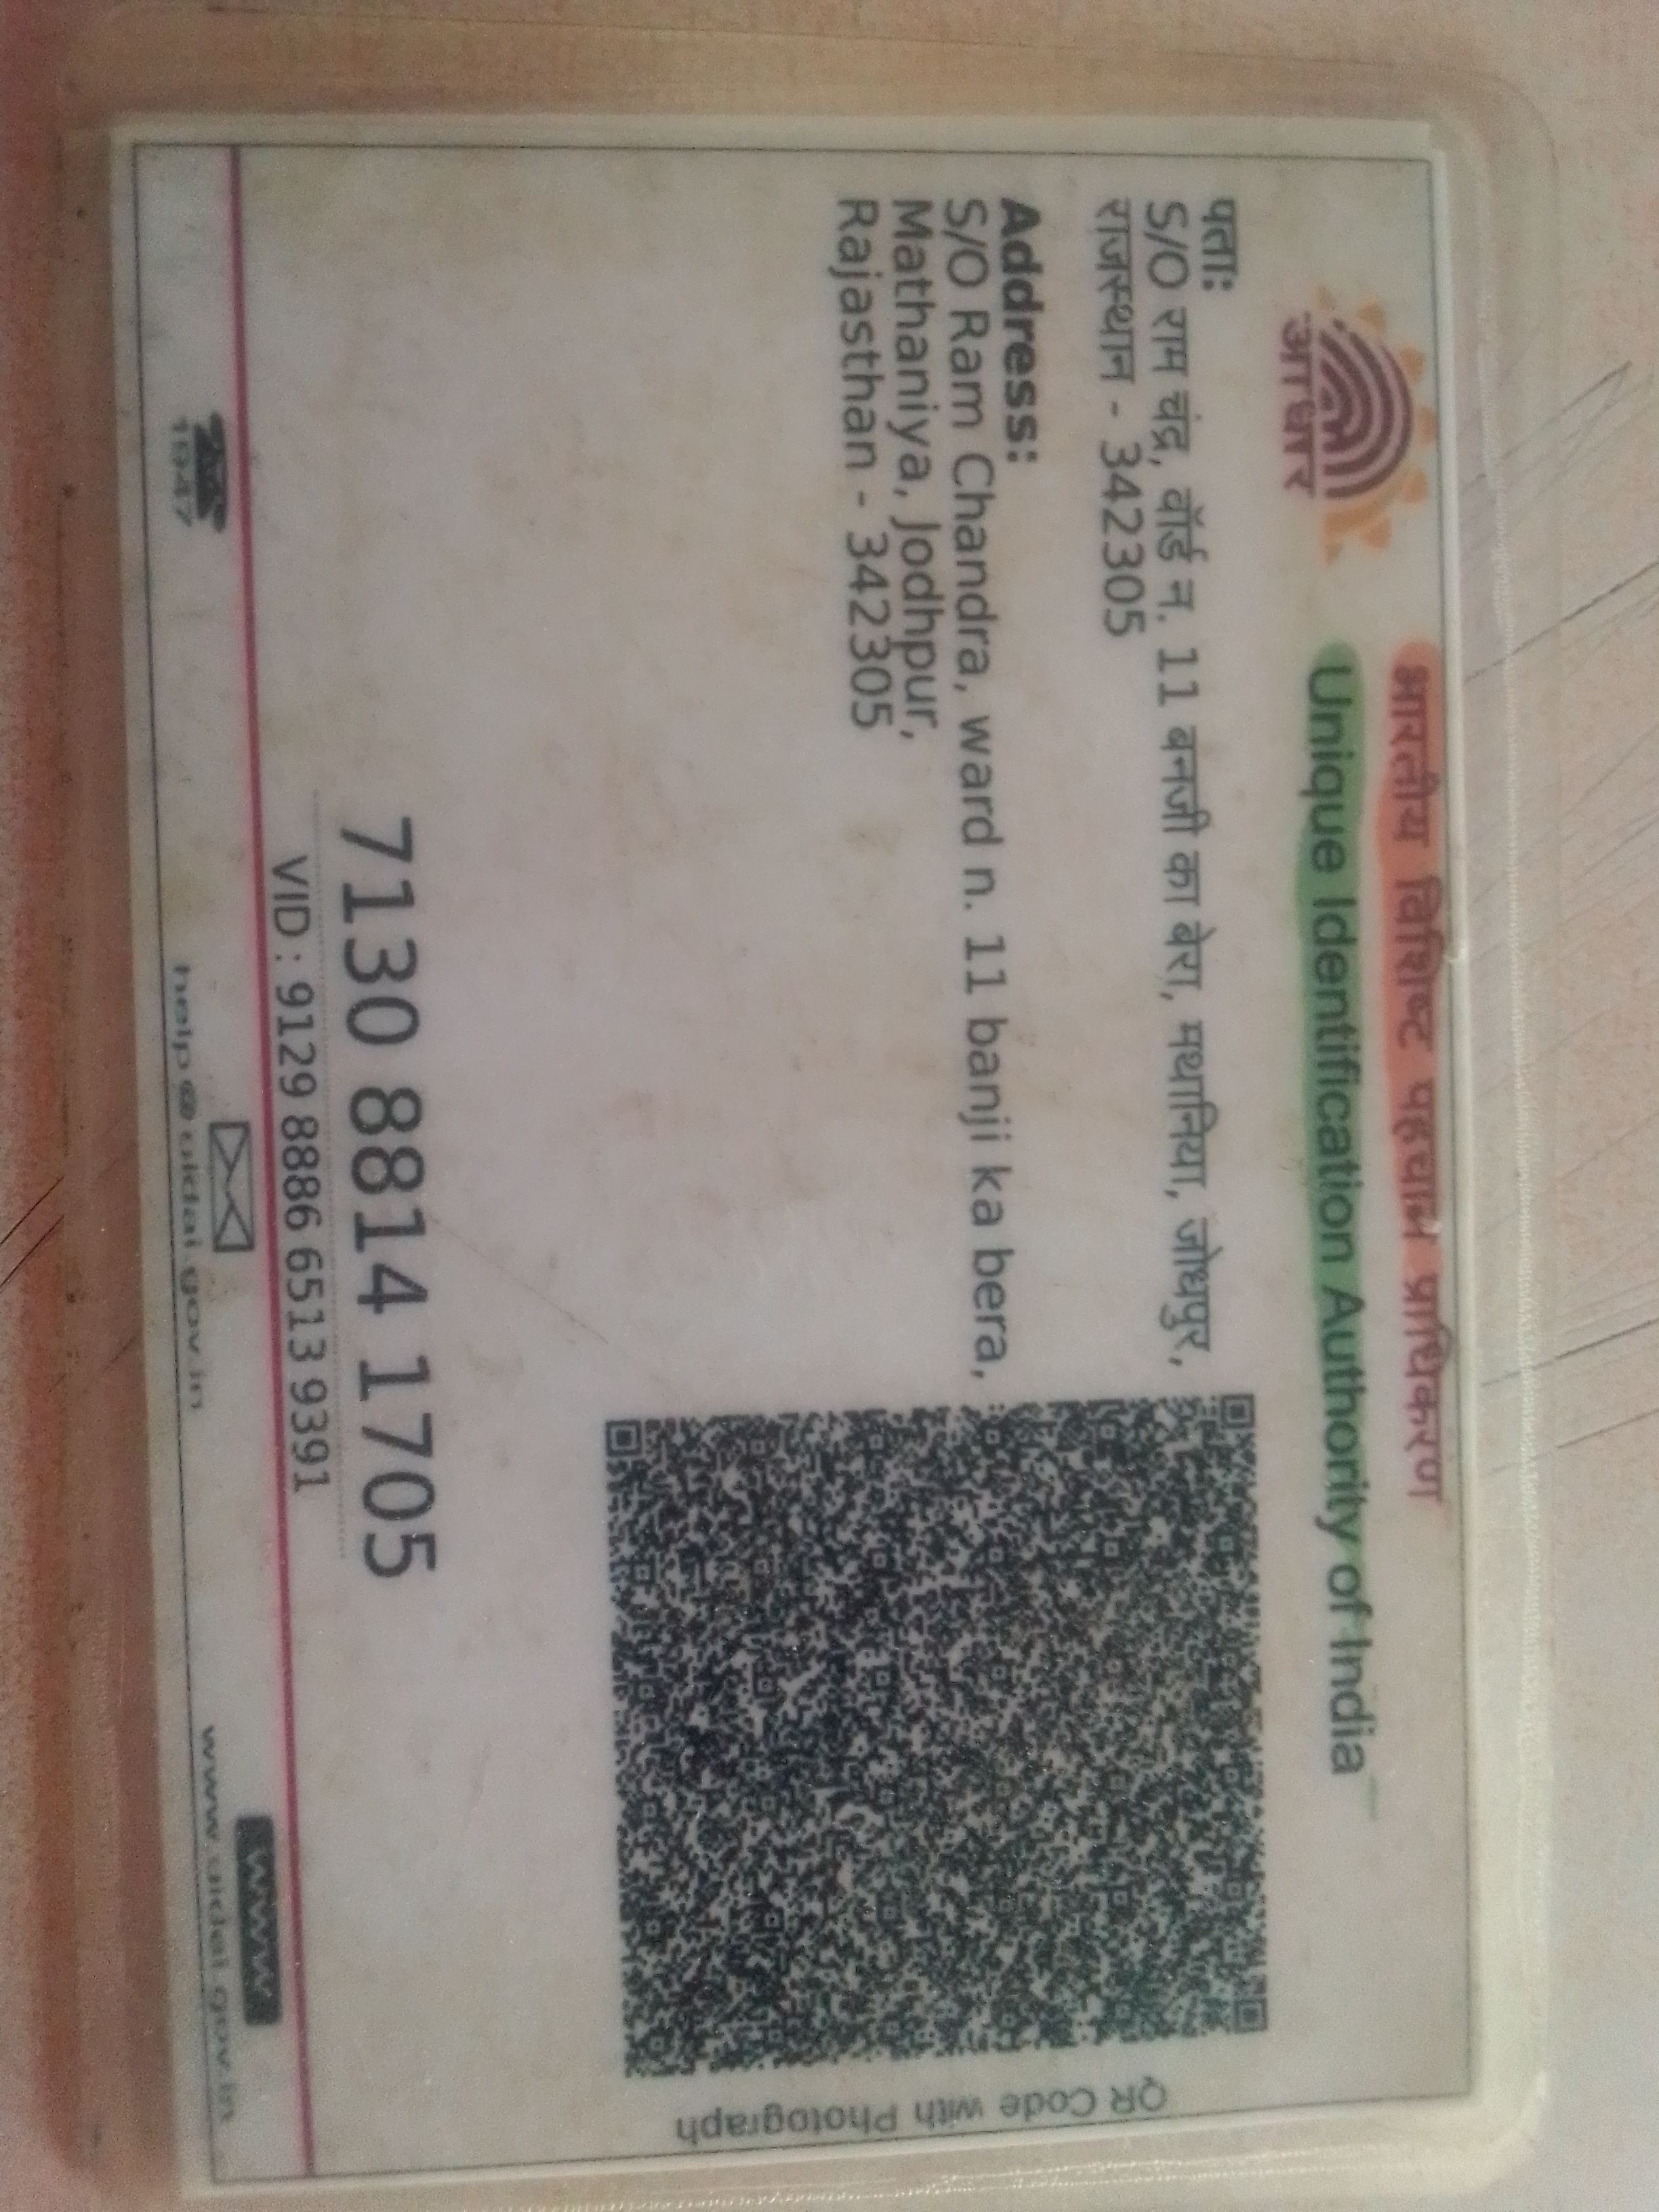 भारतीय विशिष्ट पहचान प्राधिकरण
Unique Identification Authority of India
आधार
पताः
S/O राम चंद्र, वॉर्ड न. 11 बनजी का बेरा, मथानिया, जोधपुर,
राजस्थान - 342305
Address:
S/O Ram Chandra, ward n. 11 banji ka bera,
Mathaniya, Jodhpur,
Rajasthan - 342305
QR Code with Photograph
7130 8814 1705
VID : 9129 8886 6513 9391
1947
help@uidai.gov.in
www
www.uidai.gov.in